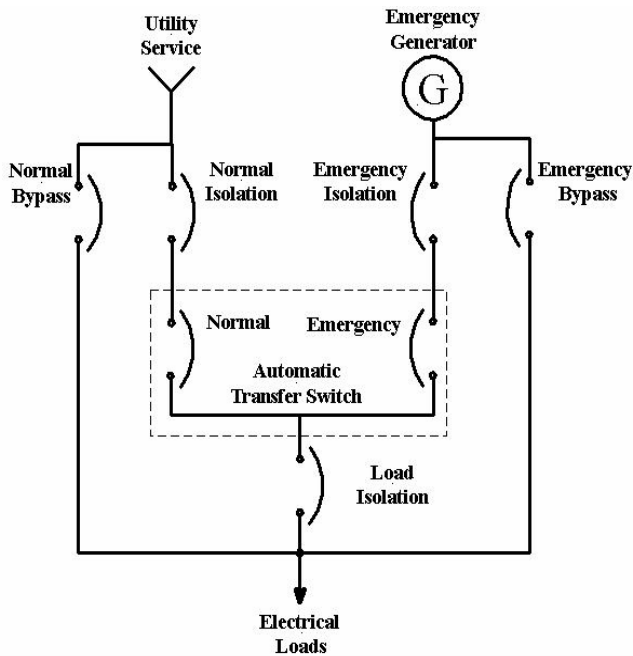 Utility
Service
Emergency
Generator
G
Normal
Bypass
Normal
Isolation
Emergency
Isolation
Emergency
Bypass
Normal
Emergency
Automatic
Transfer Switch
Load
Isolation
Electrical
Loads